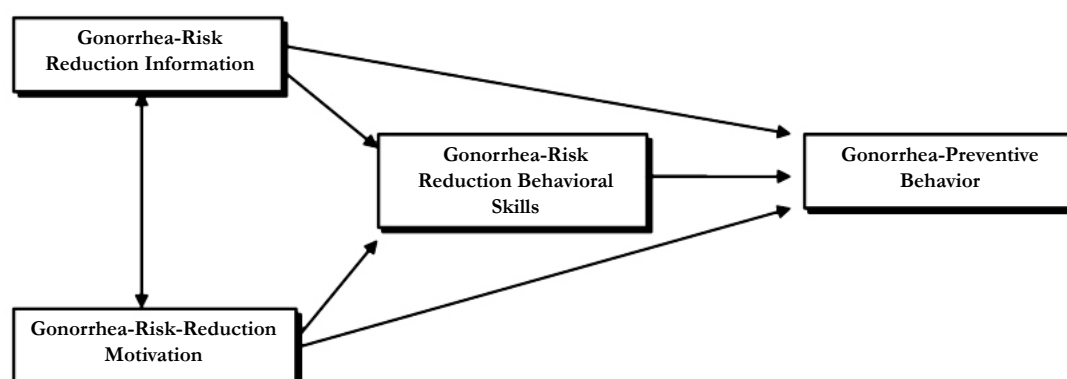 Gonorrhea-Risk
Reduction Information
Gonorrhea-Risk
Reduction Behavioral
Skills
Gonorrhea-Preventive
Behavior
Gonorrhea-Risk-Reduction
Motivation